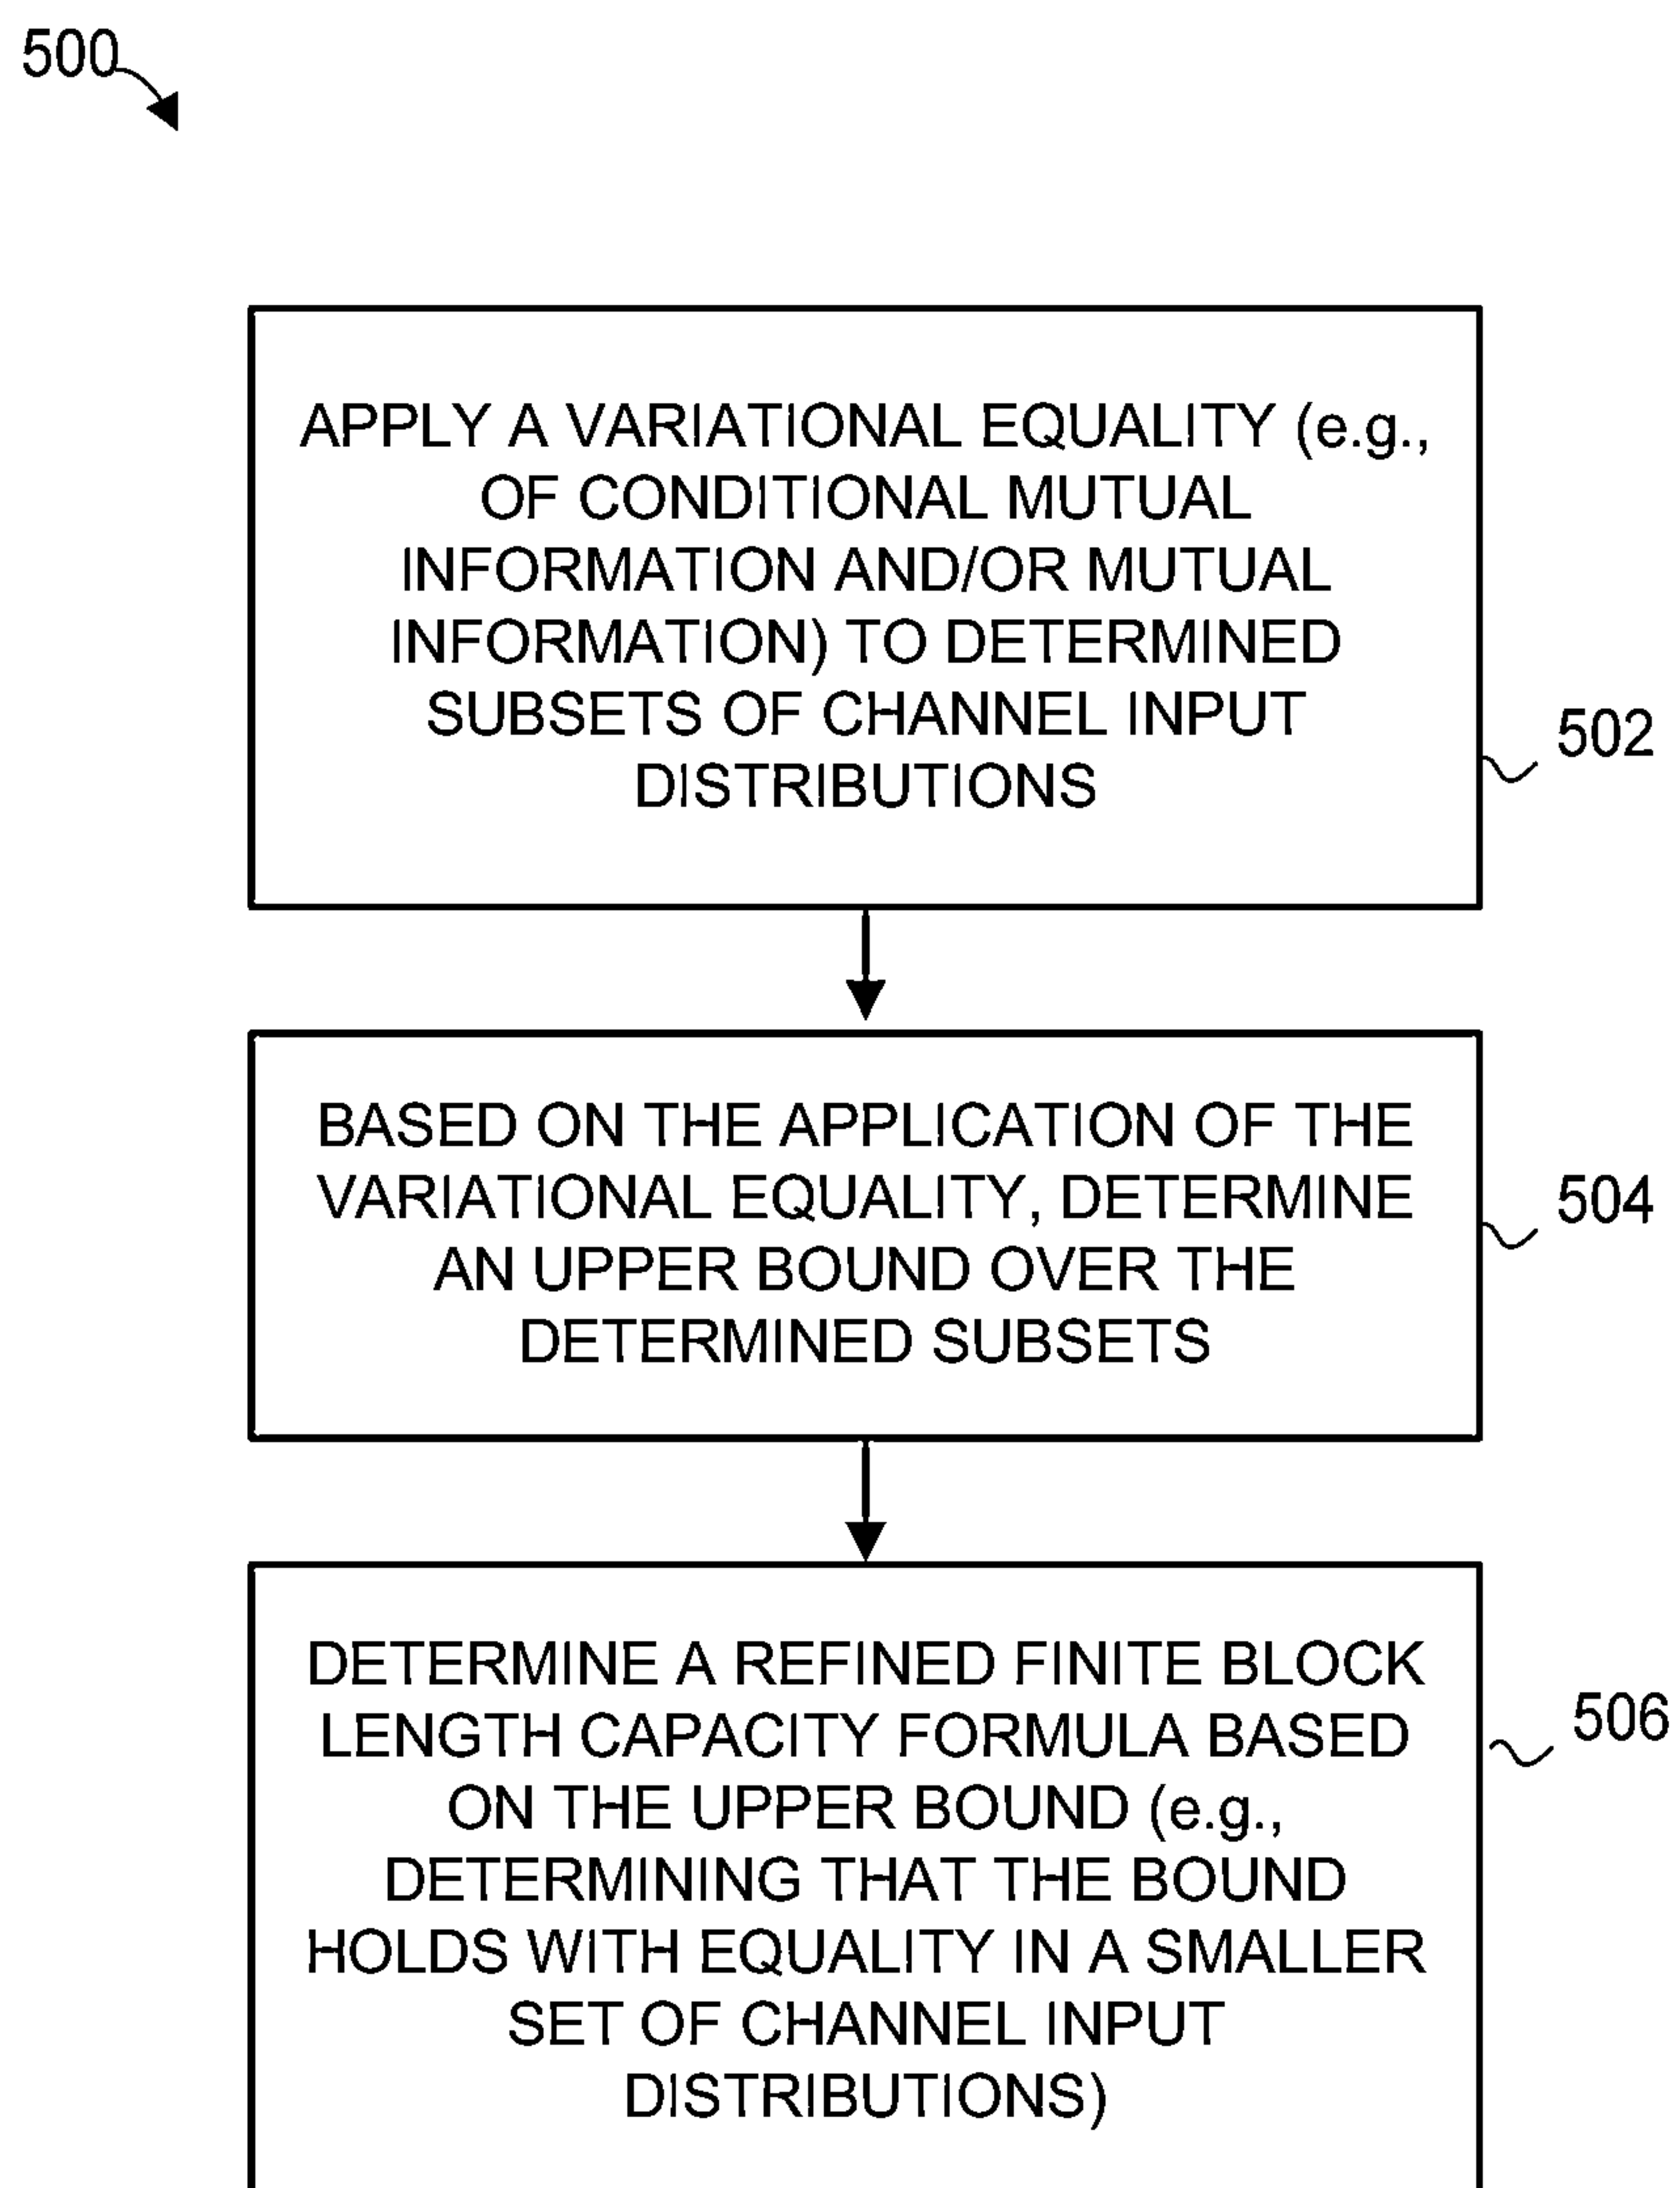 500
APPLY A VARIATIONAL EQUALITY (e.g.,
OF CONDITIONAL MUTUAL
INFORMATION AND/OR MUTUAL
INFORMATION) TO DETERMINED
SUBSETS OF CHANNEL INPUT
DISTRIBUTIONS
502
BASED ON THE APPLICATION OF THE
VARIATIONAL EQUALITY, DETERMINE
AN UPPER BOUND OVER THE
DETERMINED SUBSETS
504
DETERMINE A REFINED FINITE BLOCK
LENGTH CAPACITY FORMULA BASED
ON THE UPPER BOUND (e.g.,
DETERMINING THAT THE BOUND
HOLDS WITH EQUALITY IN A SMALLER
SET OF CHANNEL INPUT
DISTRIBUTIONS)
506